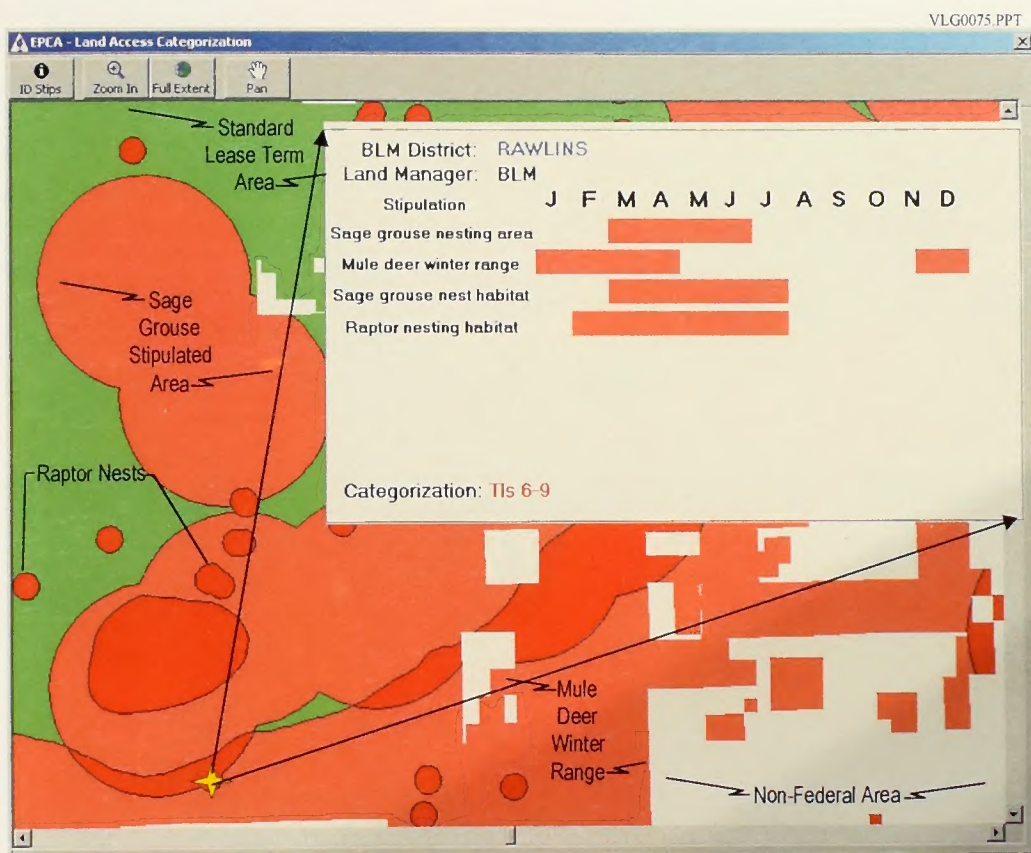 VLG0075.PPT
EPCA - Land Access Categorization
ID Stips
Zoom In
Full Extent
Pan
Standard
Lease Term
Area
BLM District: RAWLINS
Land Manager: BLM
Stipulation J F M A M J J A S O N D
Sage grouse nesting area
Mule deer winter range
Sage grouse nest habitat
Raptor nesting habitat
Categorization: Tls 6-9
Sage
Grouse
Stipulated
Area
Raptor Nests
Mule
Deer
Winter
Range
Non-Federal Area